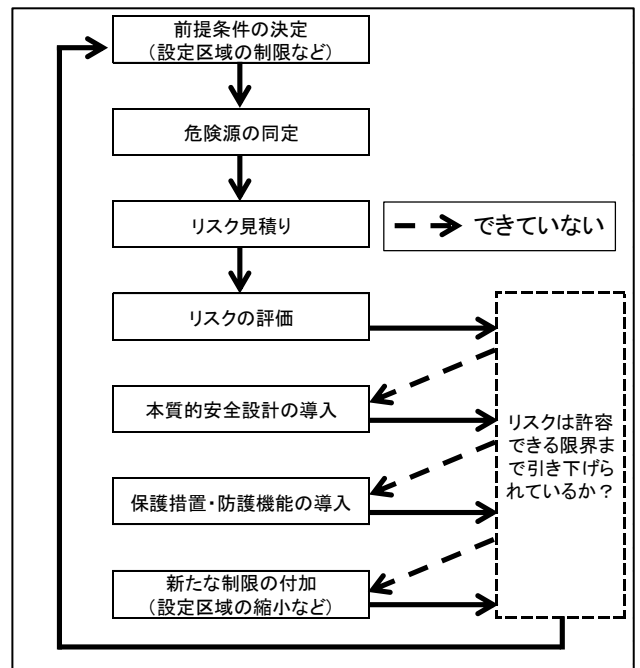 前提条件の決定
(設定区域の制限など)
危険源の同定
リスク見積り
できていない
リスクの評価
本質的安全設計の導入
リスクは許容
できる限界ま
で引き下げら
れているか?
保護措置・防護機能の導入
新たな制限の付加
(設定区域の縮小など)